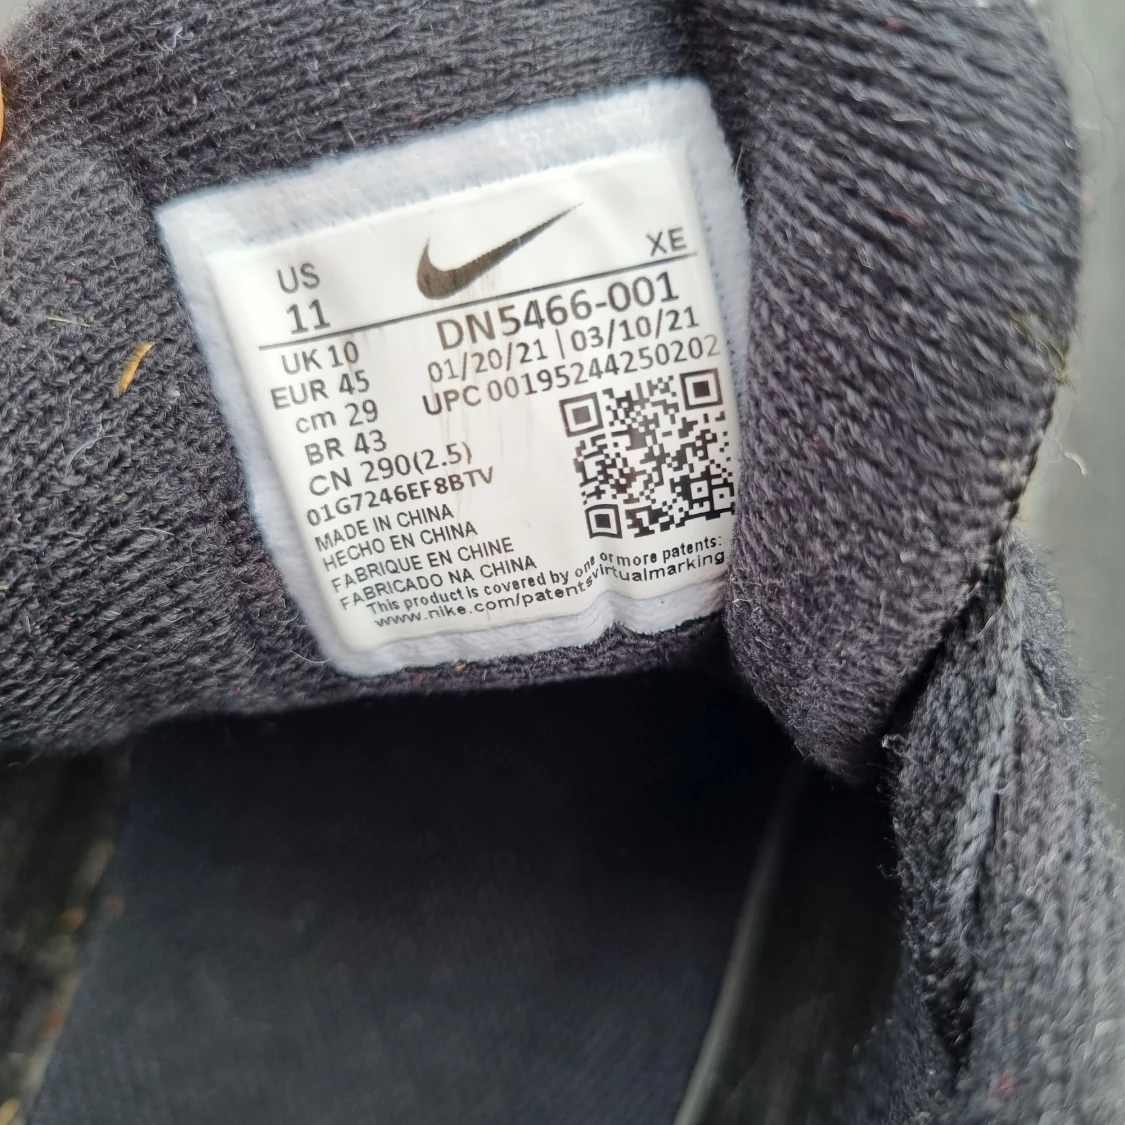 US
11
XE
UK 10
EUR 45
cm 29
BR 43
CN 290(2.5)
01G7246EF8BTV
DN5466-001
01/20/21 | 03/10/21
UPC 00195244250202
MADE IN CHINA
HECHO EN CHINA
FABRIQUE EN CHINE
FABRICADO NA CHINA
This product is covered by one or more patents:
www.nike.com/patentsvirtualmarking